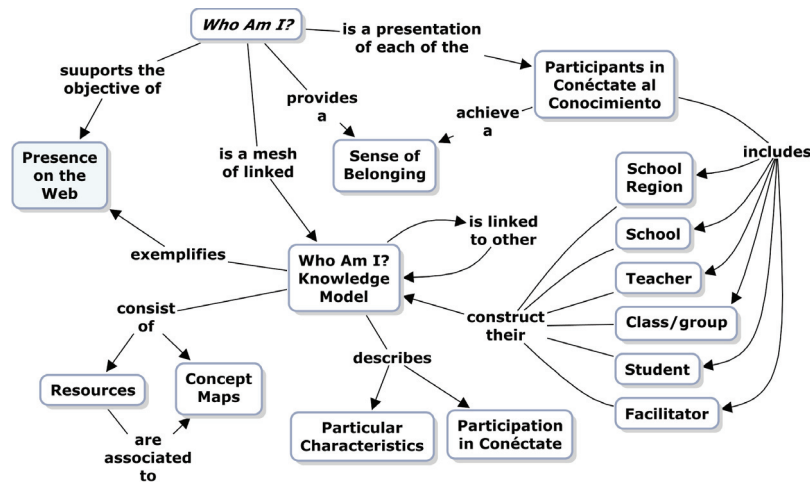 Who Am I?
is a presentation
of each of the
suuports the
objective of
Participants in
Conéctate al
Conocimiento
provides
a
achieve
a
includes
is a mesh
of linked
Presence
on the
Web
Sense of
Belonging
School
Region
School
is linked
to other
exemplifies
Who Am I?
Knowledge
Model
Teacher
consist
of
construct
their
Class/group
describes
Student
Resources
Concept
Maps
Facilitator
Particular
Characteristics
Participation
in Conéctate
are
associated
to